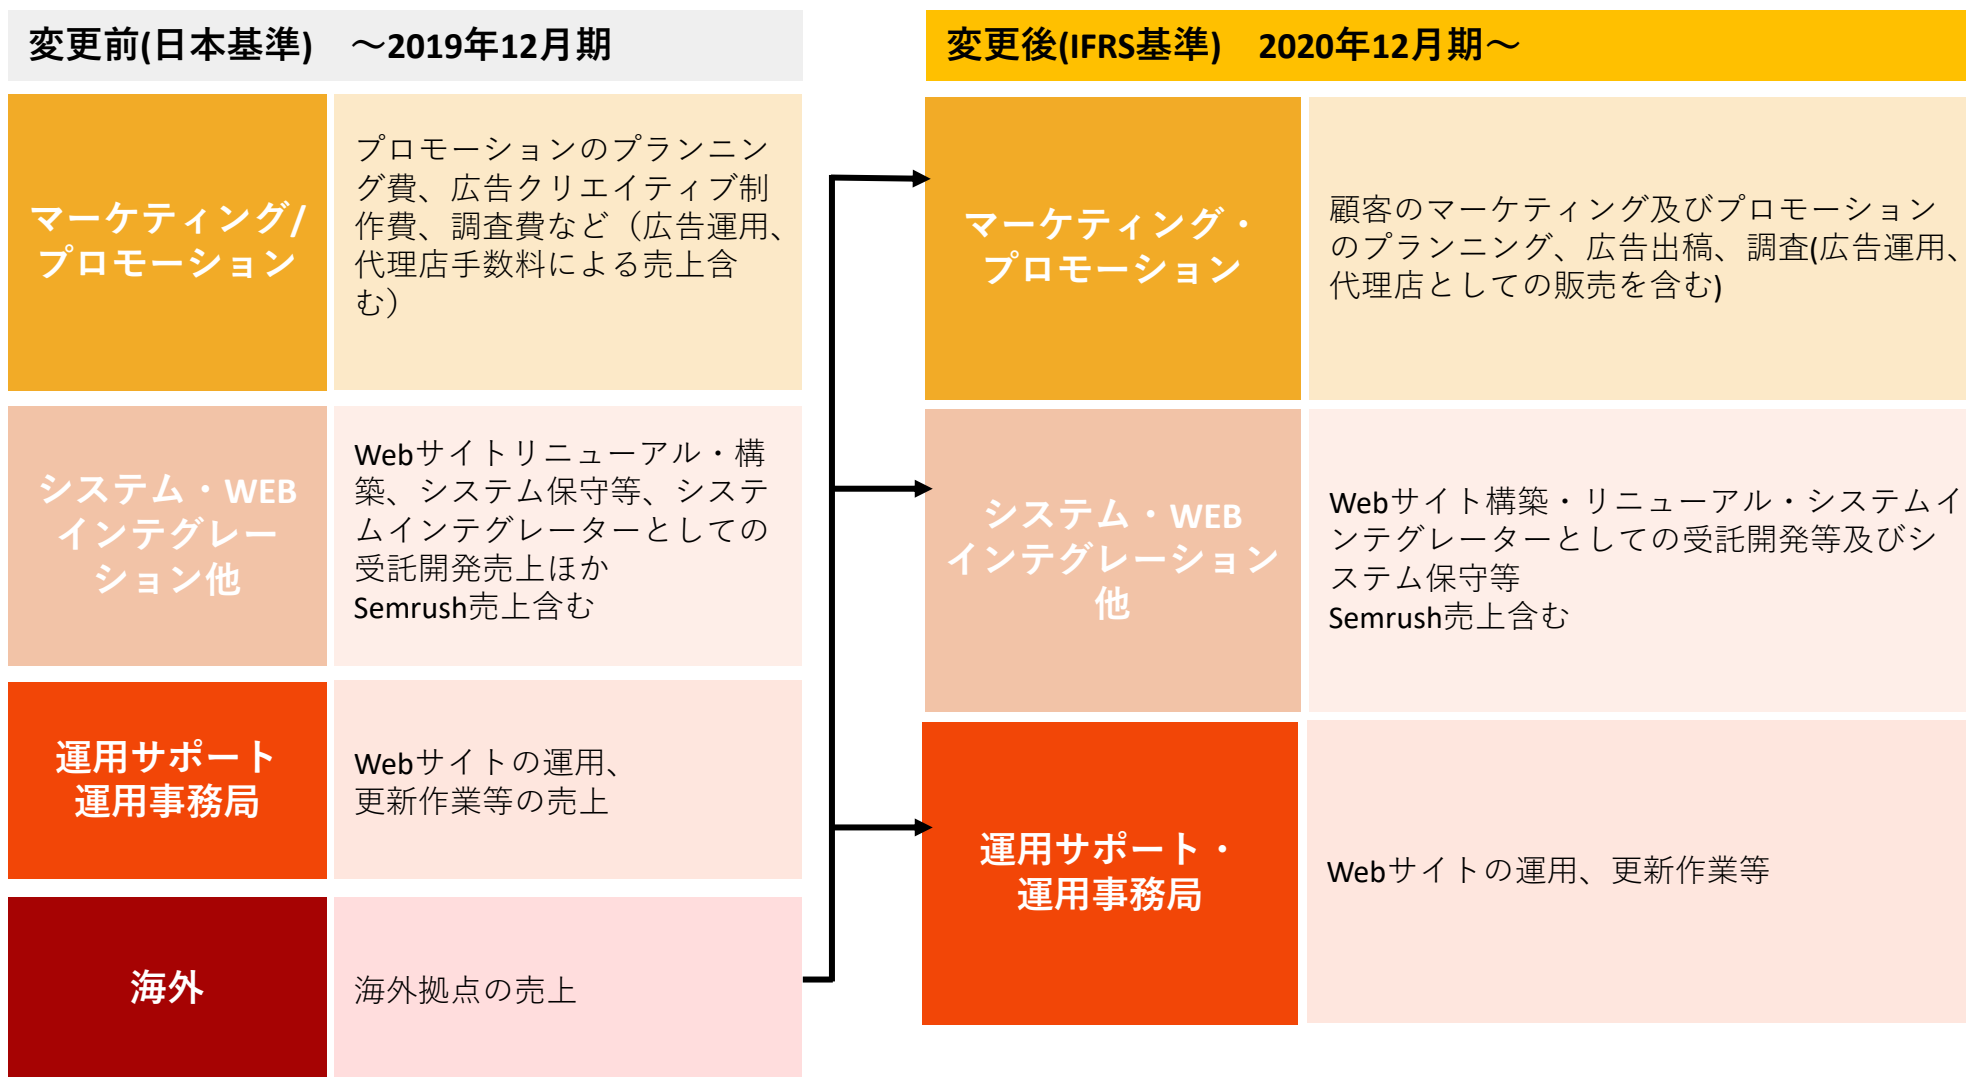 変更前(日本基準)　～2019年12月期
マーケティング/
プロモーション
プロモーションのプランニン
グ費、広告クリエイティブ制
作費、調査費など（広告運用、
代理店手数料による売上含
む）
システム・WEB
インテグレー
ション他
Webサイトリニューアル・構
築、システム保守等、システ
ムインテグレーターとしての
受託開発売上ほか
Semrush売上含む
運用サポート
運用事務局
Webサイトの運用、
更新作業等の売上
海外
海外拠点の売上
変更後(IFRS基準)　2020年12月期～
マーケティング・
プロモーション
顧客のマーケティング及びプロモーション
のプランニング、広告出稿、調査(広告運用、
代理店としての販売を含む)
システム・WEB
インテグレーション
他
Webサイト構築・リニューアル・システムイ
ンテグレーターとしての受託開発等及びシ
ステム保守等
Semrush売上含む
運用サポート・
運用事務局
Webサイトの運用、更新作業等